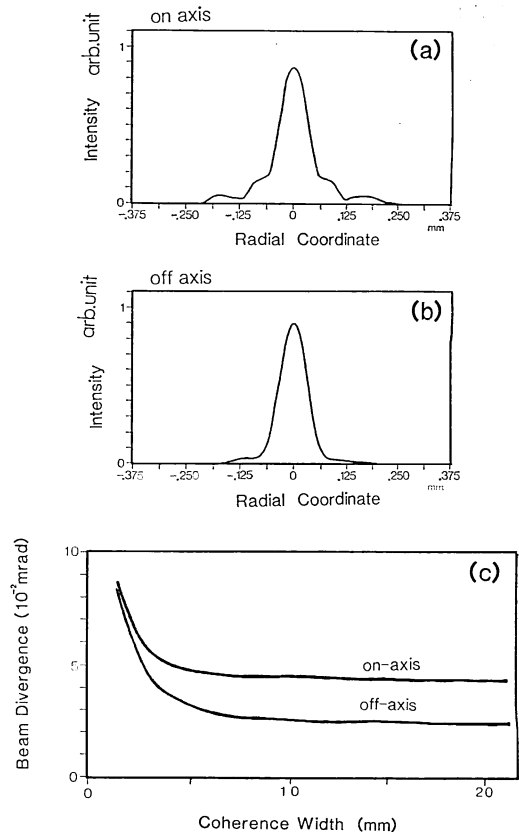 on axis
(a)
Intensity arb.unit
1
0
-.375 -.250 -.125 0 .125 .250 .375
mm
Radial Coordinate
off axis
(b)
Intensity arb.unit
1
0
-.375 -.250 -.125 0 .125 .250 .375
mm
Radial Coordinate
(c)
Beam Divergence (10⁻²mrad)
10
5
0
on-axis
off-axis
0 10 20
Coherence Width (mm)